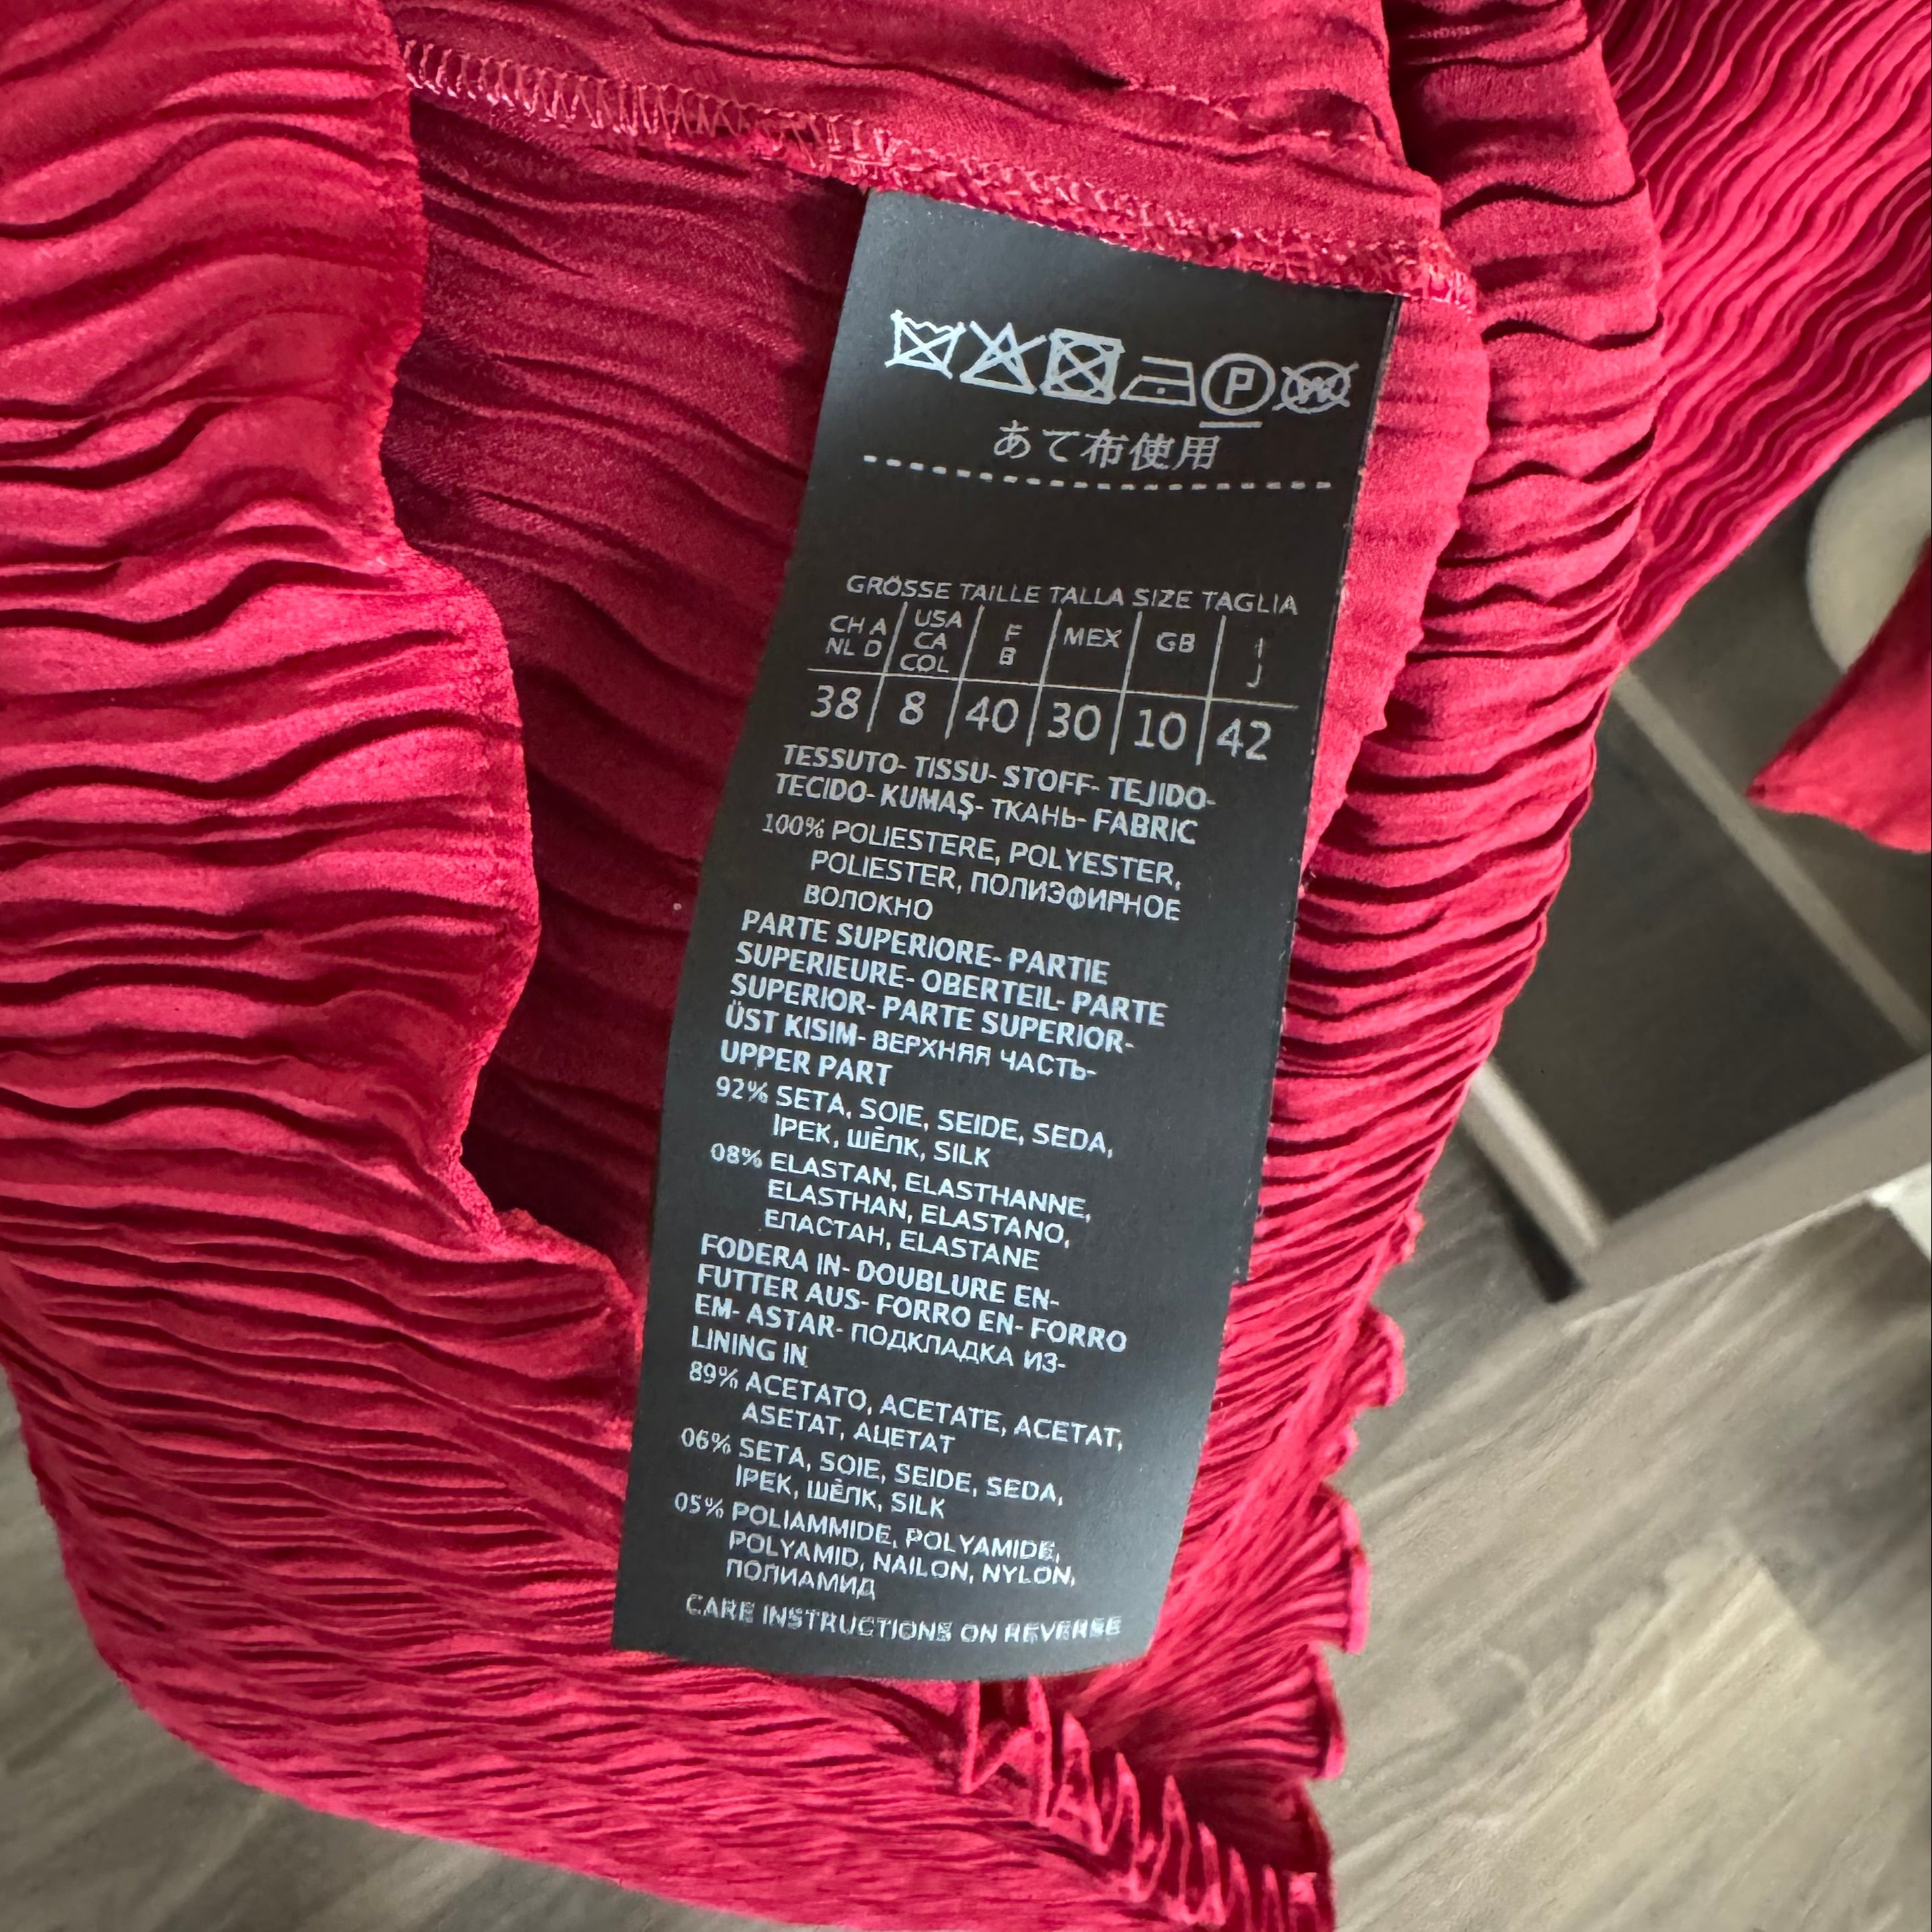 P W
あて布使用
GRÖSSE TAILLE TALLA SIZE TAGLIA
CH A NL D USA CA COL F B MEX GB I J
38 8 40 30 10 42
TESSUTO- TISSU- STOFF- TEJIDO-
TECIDO- KUMAŞ- ТКАНЬ- FABRIC
100% POLIESTERE, POLYESTER,
POLIESTER, ПОЛИЭФИРНОЕ
ВОЛОКНО
PARTE SUPERIORE- PARTIE
SUPERIEURE- OBERTEIL- PARTE
SUPERIOR- PARTE SUPERIOR-
ÜST KISIM- ВЕРХНЯЯ ЧАСТЬ-
UPPER PART
92% SETA, SOIE, SEIDE, SEDA,
İPEK, ШЁЛК, SILK
08% ELASTAN, ELASTHANNE,
ELASTHAN, ELASTANO,
ЕЛАСТАН, ELASTANE
FODERA IN- DOUBLURE EN-
FUTTER AUS- FORRO EN- FORRO
EM- ASTAR- ПОДКЛАДКА ИЗ-
LINING IN
89% ACETATO, ACETATE, ACETAT,
ASETAT, АЦЕТАТ
06% SETA, SOIE, SEIDE, SEDA,
İPEK, ШЁЛК, SILK
05% POLIAMMIDE, POLYAMIDE,
POLYAMID, NAILON, NYLON,
ПОЛИАМИД
CARE INSTRUCTIONS ON REVERSE